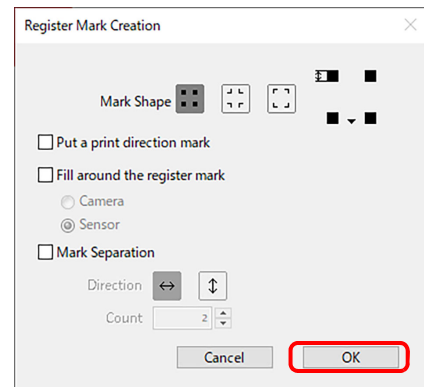 Register Mark Creation
Mark Shape
Put a print direction mark
Fill around the register mark
Camera
Sensor
Mark Separation
Direction
Count 2
Cancel OK